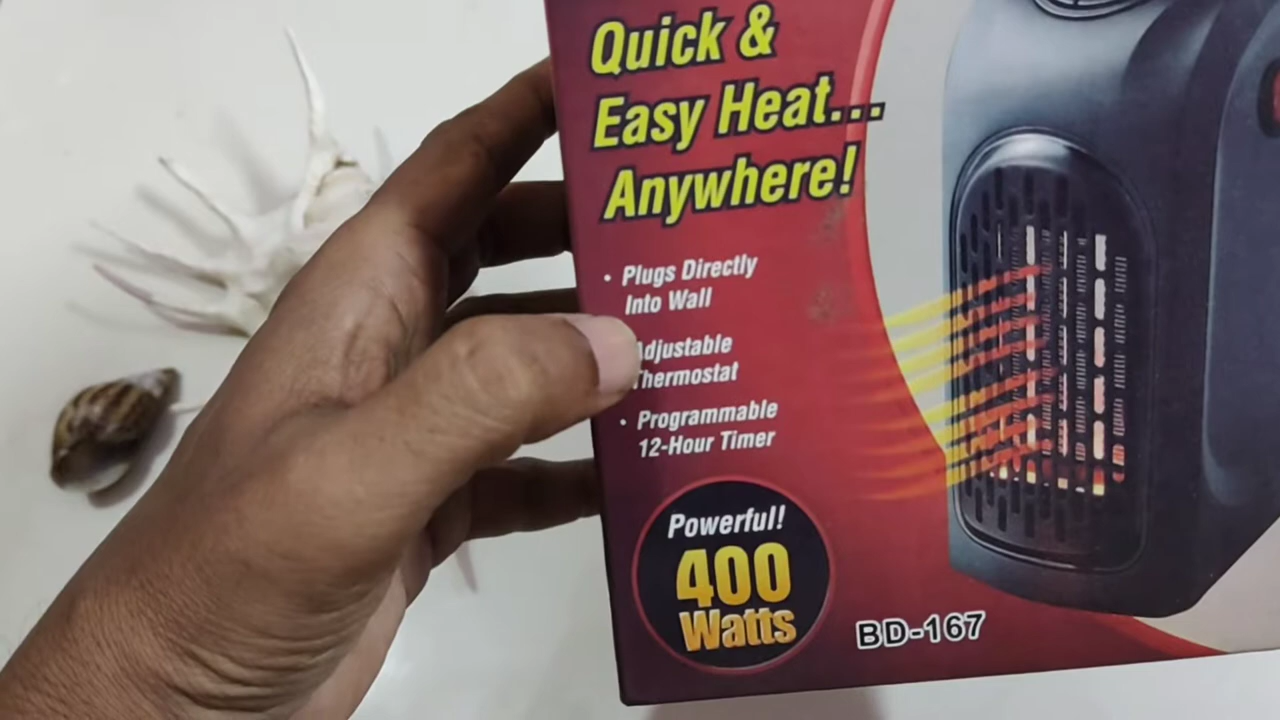 Quick &
Easy Heat...
Anywhere!
• Plugs Directly
Into Wall
Adjustable
Thermostat
• Programmable
12-Hour Timer
Powerful!
400
Watts
BD-167